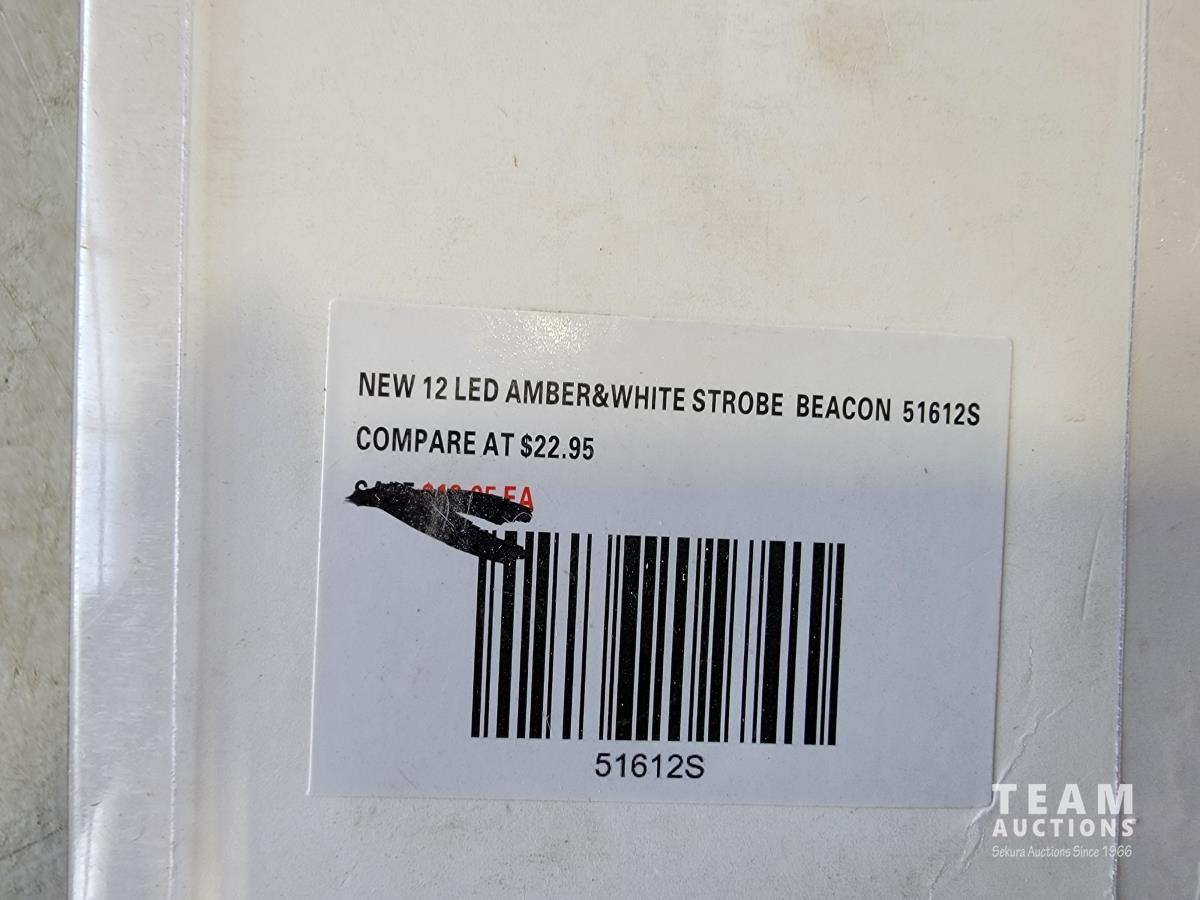 NEW 12 LED AMBER&WHITE STROBE BEACON 51612S
COMPARE AT $22.95
EA
51612S
TEAM
AUCTIONS
Sekura Auctions Since 1966